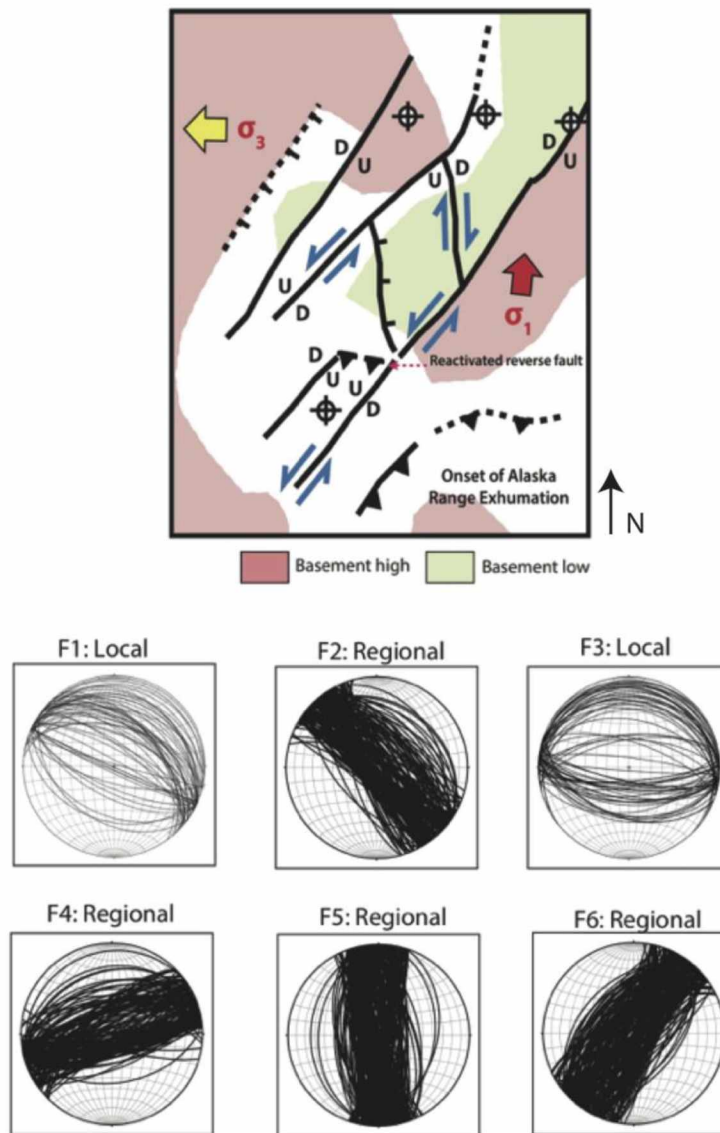 D
D
U
U
D
D
U
σ3
σ1
U
D
Reactivated reverse fault
D
U
U
D
Onset of Alaska
Range Exhumation
N
Basement high
Basement low
F1: Local
F2: Regional
F3: Local
F4: Regional
F5: Regional
F6: Regional